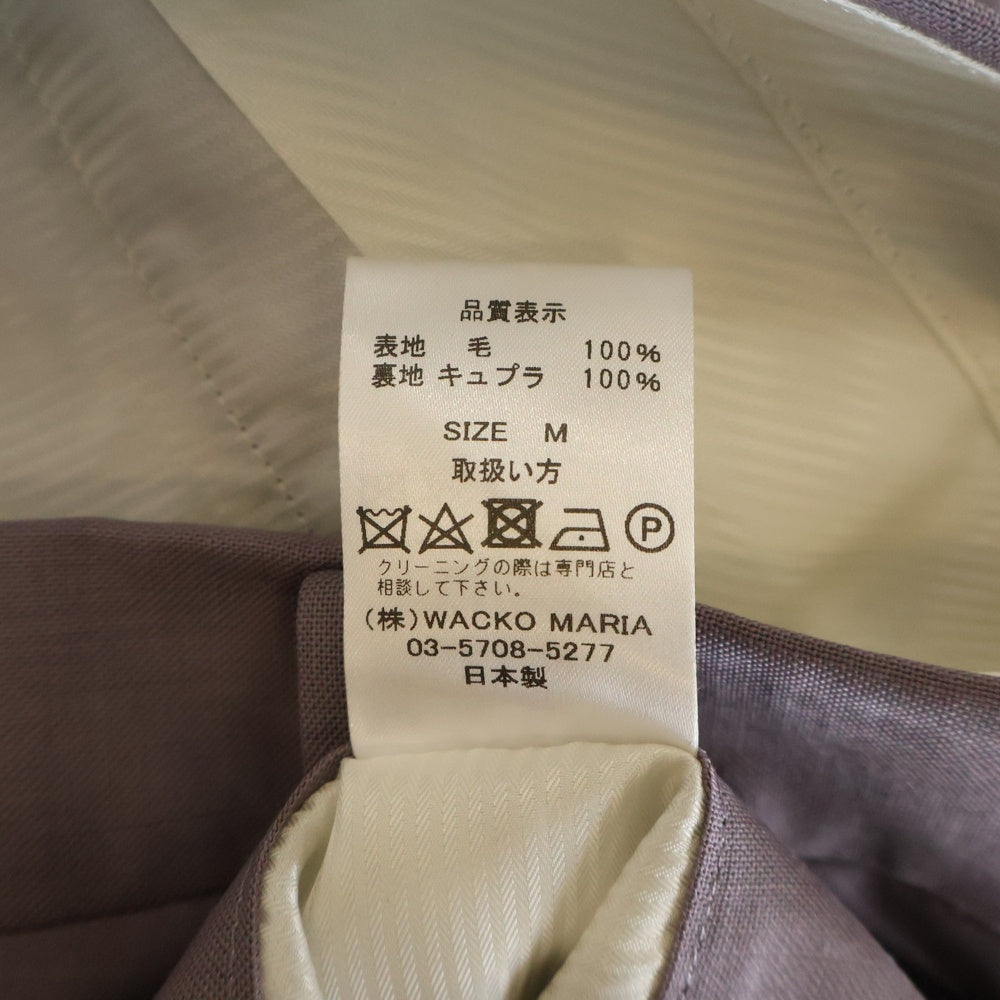 品質表示
表地 毛 100%
裏地 キュプラ 100%
SIZE M
取扱い方
P
クリーニングの際は専門店と
相談して下さい。
(株)WACKO MARIA
03-5708-5277
日本製